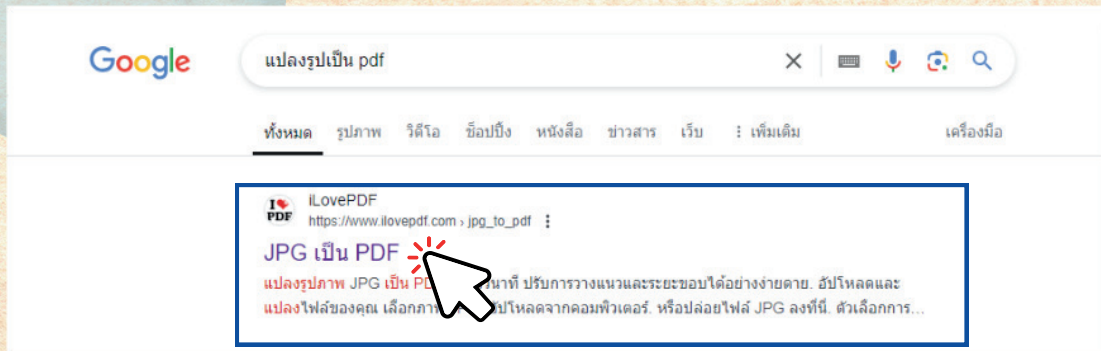 Google
แปลงรูปเป็น pdf
ทั้งหมด รูปภาพ วิดีโอ ช็อปปิ้ง หนังสือ ข่าวสาร เว็บ ⋮ เพิ่มเติม เครื่องมือ
I PDF
iLovePDF
https://www.ilovepdf.com › jpg_to_pdf ⋮
JPG เป็น PDF
แปลงรูปภาพ JPG เป็น นาที ปรับการวางแนวและระยะขอบได้อย่างง่ายดาย. อัปโหลดและ
แปลงไฟล์ของคุณ เลือกภาพ อัปโหลดจากคอมพิวเตอร์. หรือปล่อยไฟล์ JPG ลงที่นี่. ตัวเลือกการ...